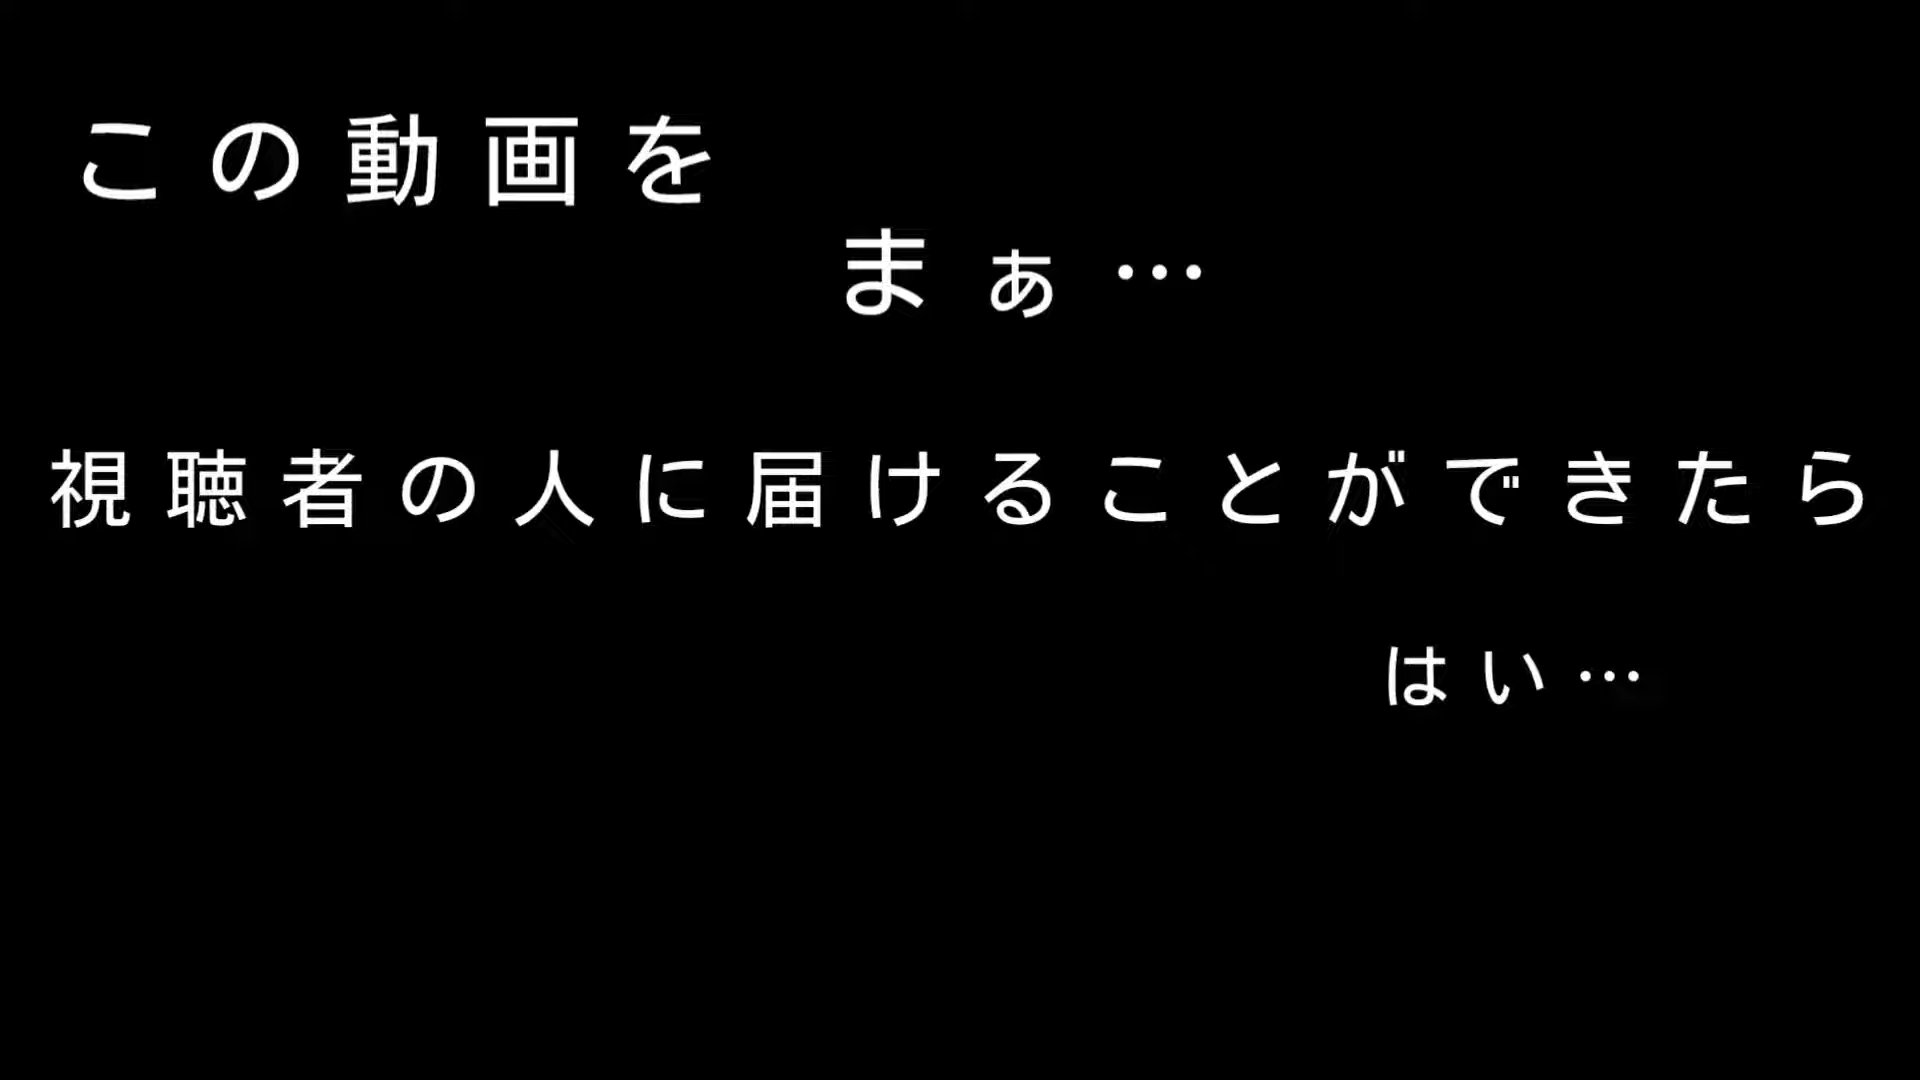 この動画を
まぁ…
視聴者の人に届けることができたら
はい…